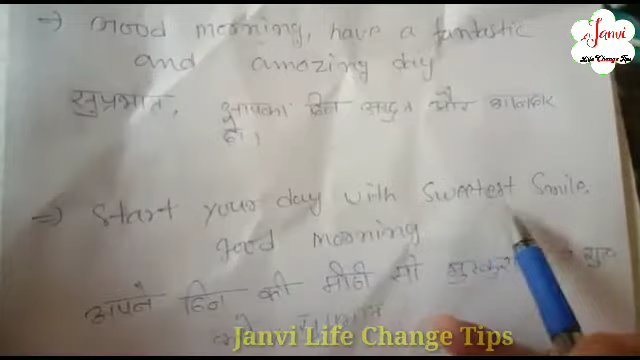 → Good morning, have a fantastic
and amazing day
सुप्रभात, आपका दिन अद्भुत और शानदार
हो।
⇒ Start your day with sweetest smile,
good morning
अपने दिन की मीठी सी शुरू
Janvi
Life Change Tips
Janvi Life Change Tips